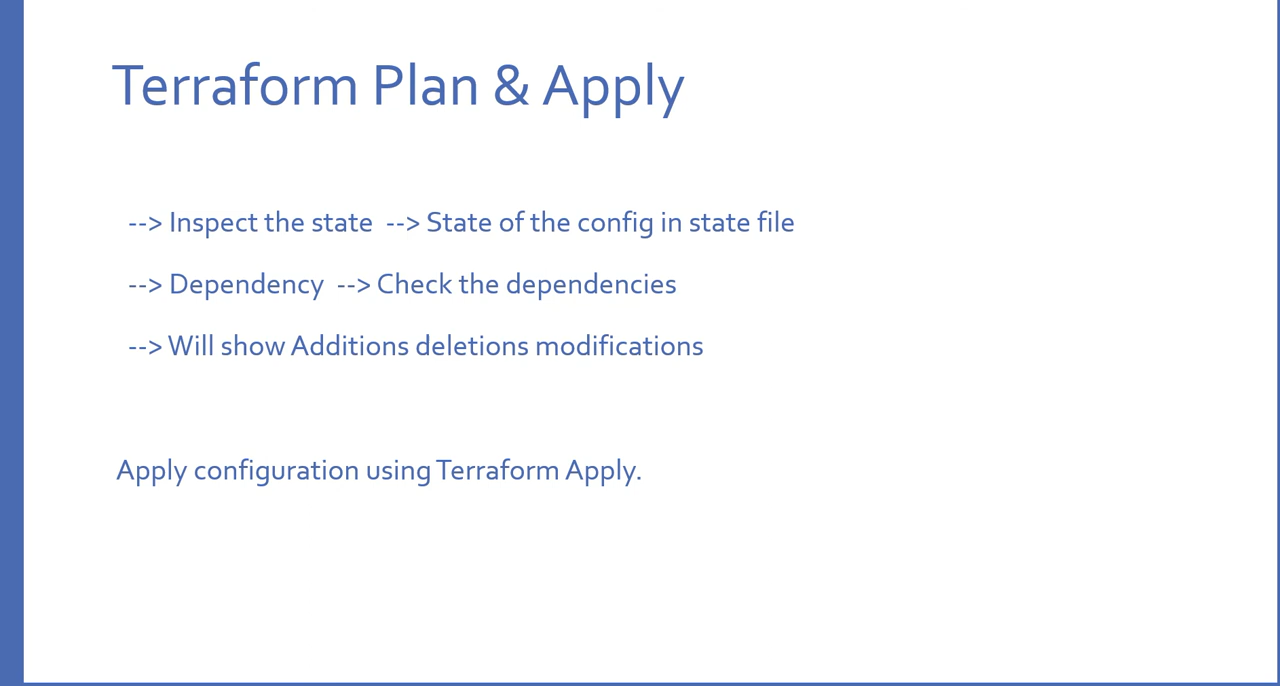 Terraform Plan & Apply
--> Inspect the state --> State of the config in state file
--> Dependency --> Check the dependencies
--> Will show Additions deletions modifications
Apply configuration using Terraform Apply.